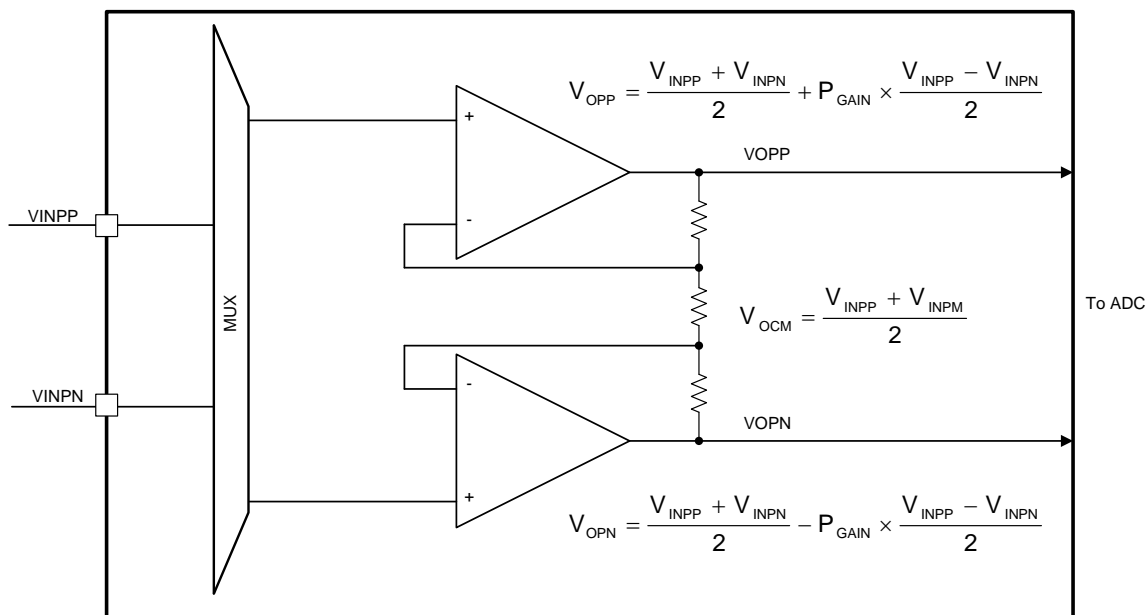 V_OPP = (V_INPP + V_INPN)/2 + P_GAIN × (V_INPP − V_INPN)/2
+
VOPP
-
VINPP
MUX
V_OCM = (V_INPP + V_INPM)/2
To ADC
VINPN
-
VOPN
+
V_OPN = (V_INPP + V_INPN)/2 − P_GAIN × (V_INPP − V_INPN)/2